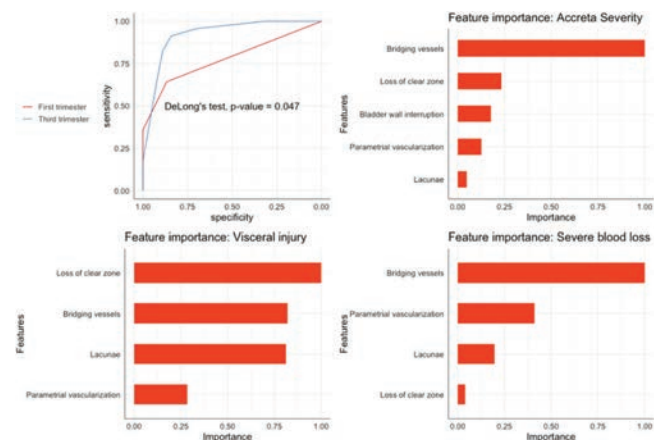 1.00
0.75
0.50
0.25
0.00
sensitivity
First trimester
Third trimester
DeLong's test, p-value = 0.047
1.00 0.75 0.50 0.25 0.00
specificity
Feature importance: Accreta Severity
Features
Bridging vessels
Loss of clear zone
Bladder wall interruption
Parametrial vascularization
Lacunae
0.00 0.25 0.50 0.75 1.00
Importance
Feature importance: Visceral injury
Features
Loss of clear zone
Bridging vessels
Lacunae
Parametrial vascularization
0.00 0.25 0.50 0.75 1.00
Importance
Feature importance: Severe blood loss
Features
Bridging vessels
Parametrial vascularization
Lacunae
Loss of clear zone
0.00 0.25 0.50 0.75 1.00
Importance